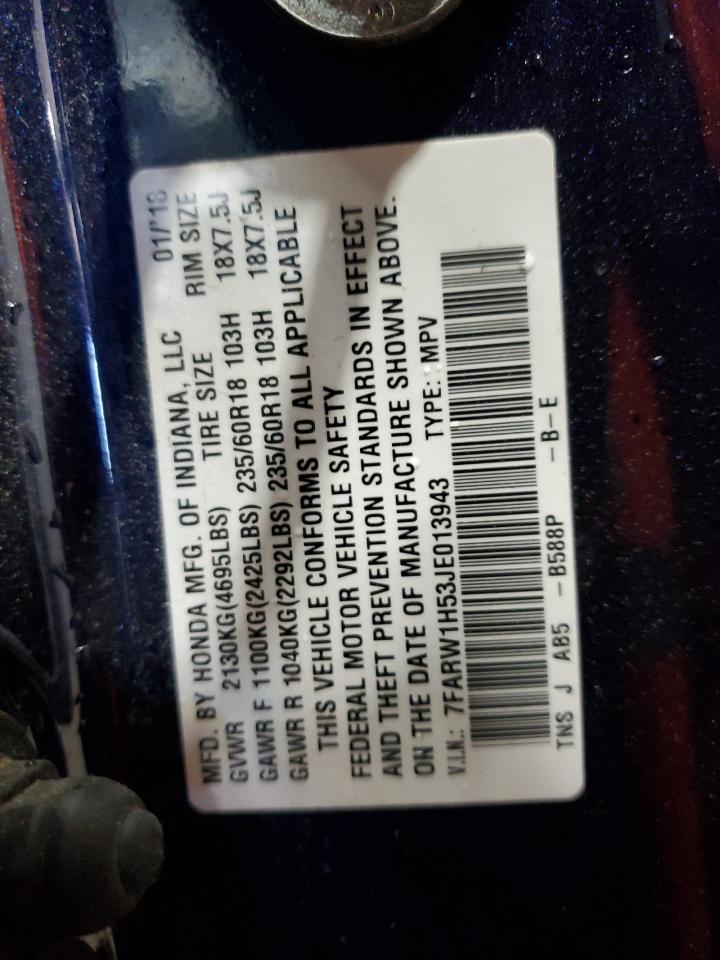 MFD. BY HONDA MFG. OF INDIANA, LLC 01/'18
GVWR 2130KG(4695LBS) TIRE SIZE RIM SIZE
GAWR F 1100KG(2425LBS) 235/60R18 103H 18X7.5J
GAWR R 1040KG(2292LBS) 235/60R18 103H 18X7.5J
THIS VEHICLE CONFORMS TO ALL APPLICABLE
FEDERAL MOTOR VEHICLE SAFETY
AND THEFT PREVENTION STANDARDS IN EFFECT
ON THE DATE OF MANUFACTURE SHOWN ABOVE.
V.I.N.: 7FARW1H53JE013943 TYPE: MPV
TNS J AB5 -B588P -B-E